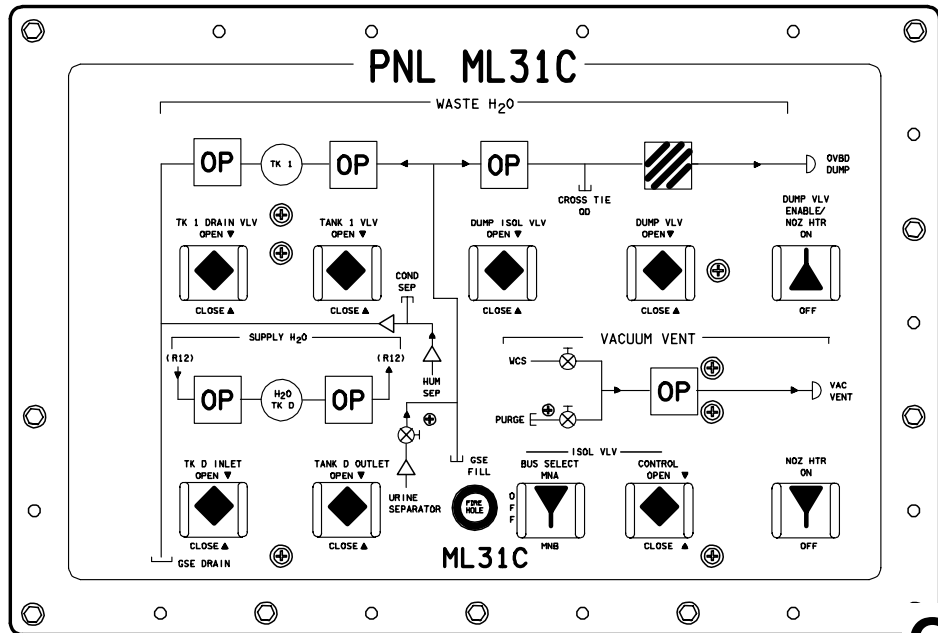 PNL ML31C
WASTE H2O
OP
TK 1
OP
OP
OVBD
DUMP
CROSS TIE
QD
TK 1 DRAIN VLV
OPEN ▼
CLOSE ▲
TANK 1 VLV
OPEN ▼
CLOSE ▲
DUMP ISOL VLV
OPEN ▼
CLOSE ▲
DUMP VLV
OPEN ▼
CLOSE ▲
DUMP VLV
ENABLE/
NOZ HTR
ON
OFF
COND
SEP
SUPPLY H2O
(R12)
(R12)
OP
H2O
TK D
OP
HUM
SEP
VACUUM VENT
WCS
PURGE
OP
VAC
VENT
TK D INLET
OPEN ▼
CLOSE ▲
TANK D OUTLET
OPEN ▼
CLOSE ▲
URINE
SEPARATOR
GSE
FILL
FIRE
HOLE
ISOL VLV
BUS SELECT
MNA
OFF
MNB
CONTROL
OPEN ▼
CLOSE ▲
NOZ HTR
ON
OFF
GSE DRAIN
ML31C